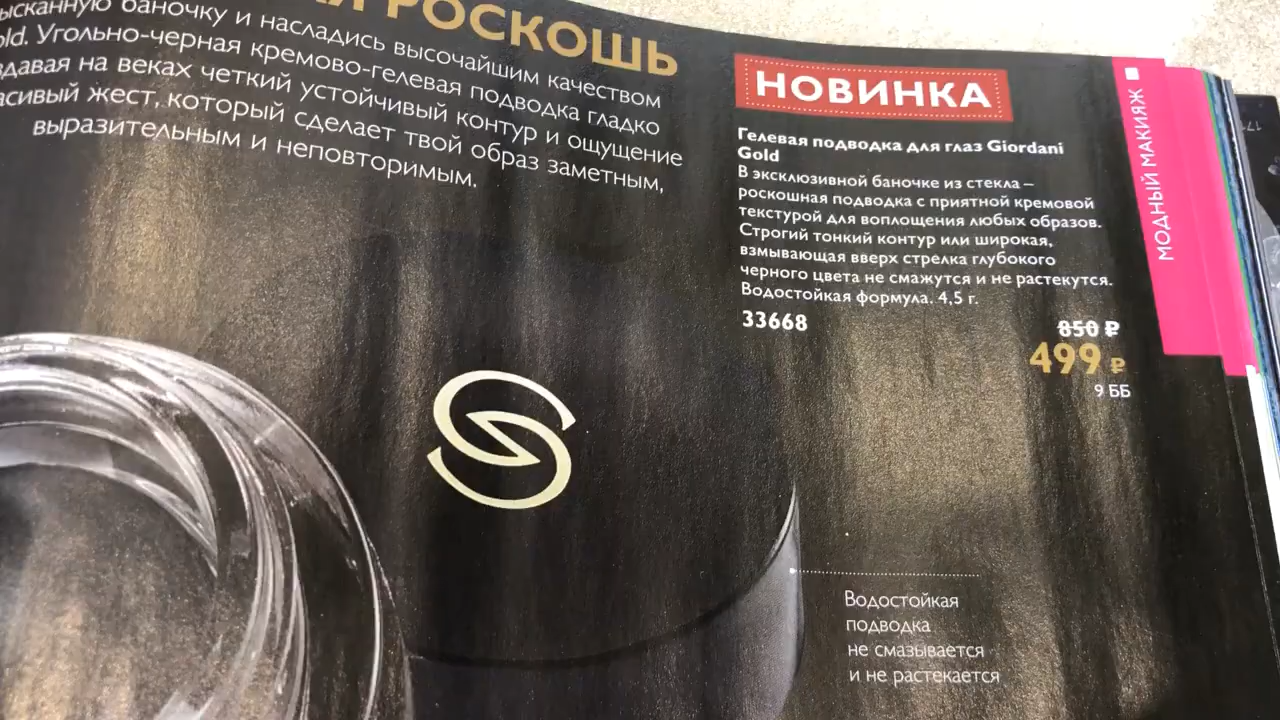 РОСКОШЬ
баночку и насладись высочайшим качеством
Угольно-черная кремово-гелевая подводка гладко
на веках четкий устойчивый контур и ощущение
жест, который сделает твой образ заметным,
выразительным и неповторимым.
НОВИНКА
Гелевая подводка для глаз Giordani
Gold
В эксклюзивной баночке из стекла –
роскошная подводка с приятной кремовой
текстурой для воплощения любых образов.
Строгий тонкий контур или широкая,
взмывающая вверх стрелка глубокого
черного цвета не смажутся и не растекутся.
Водостойкая формула. 4,5 г.
33668
850 ₽
499 ₽
9 ББ
МОДНЫЙ МАКИЯЖ
Водостойкая
подводка
не смазывается
и не растекается